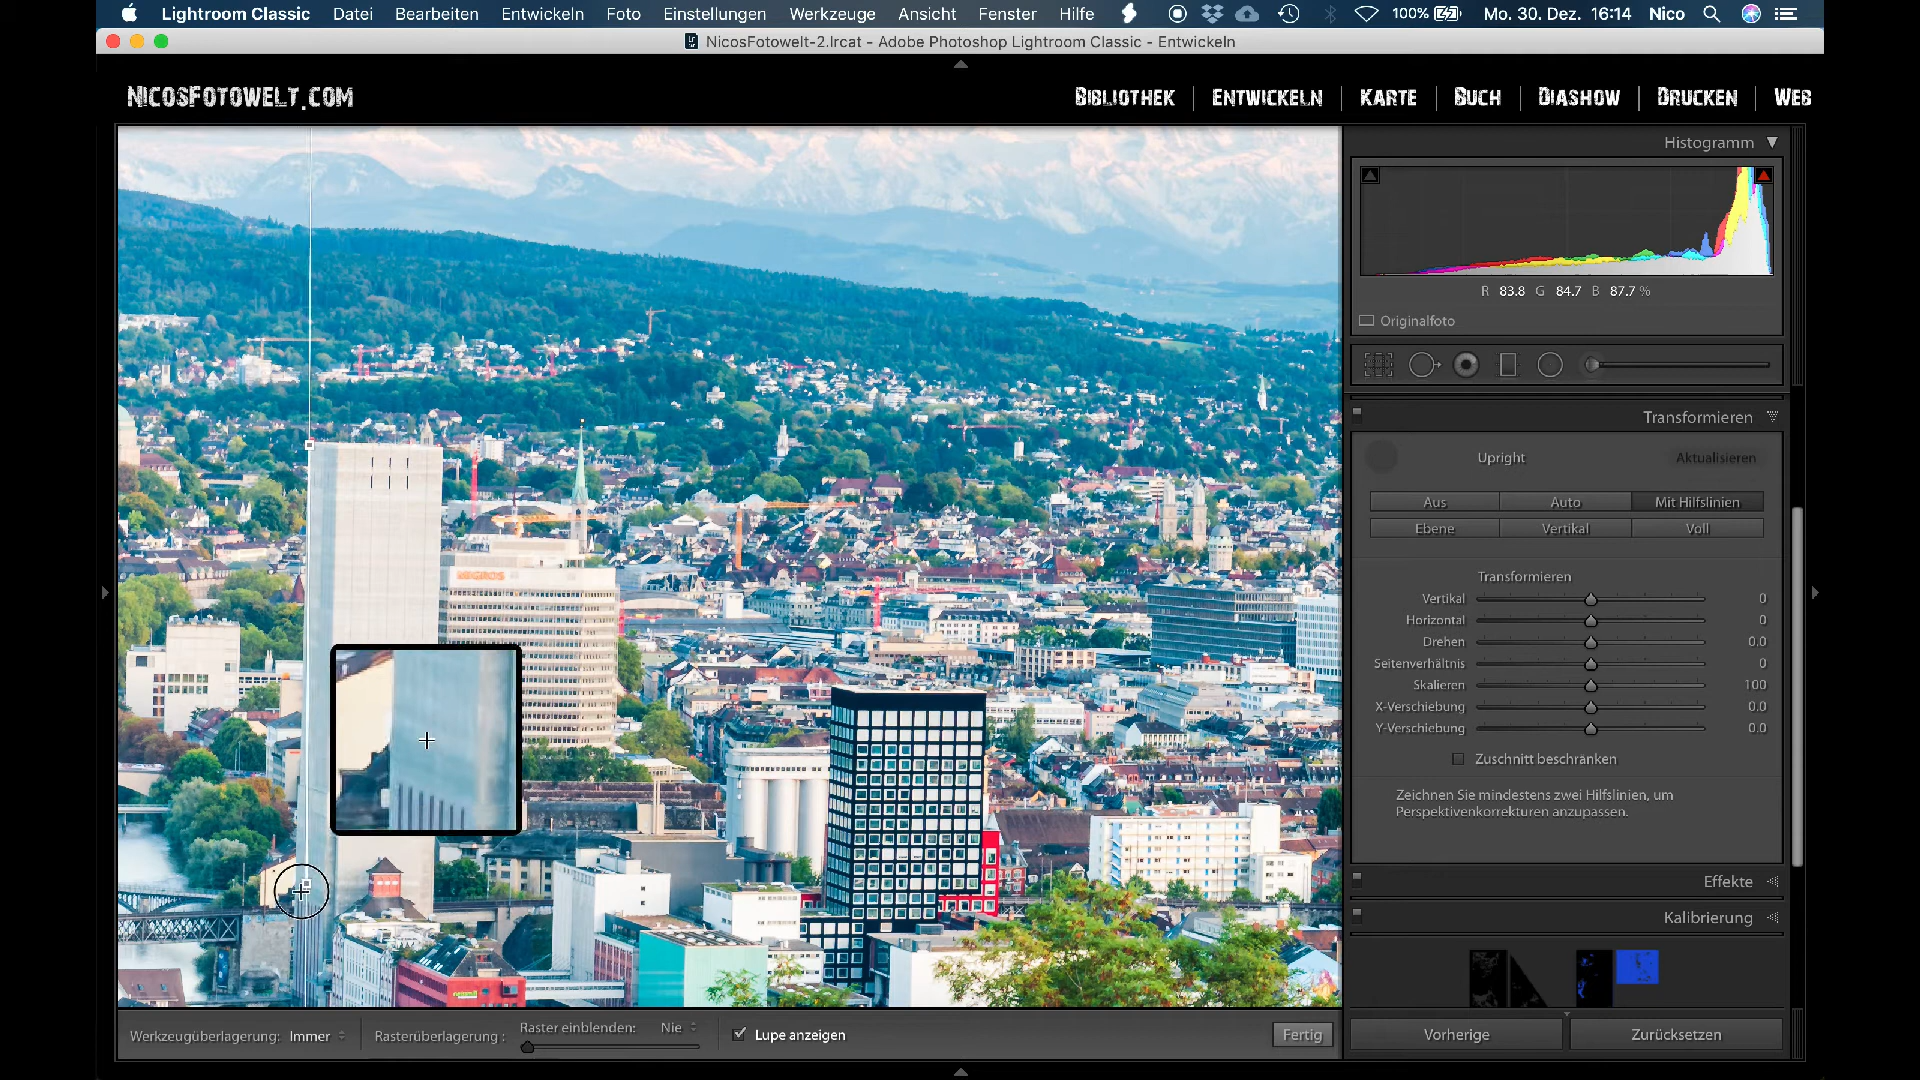 Lightroom Classic Datei Bearbeiten Entwickeln Foto Einstellungen Werkzeuge Ansicht Fenster Hilfe 100% Mo. 30. Dez. 16:14 Nico
NicosFotowelt-2.lrcat - Adobe Photoshop Lightroom Classic - Entwickeln
NicosFotowelt.com Bibliothek | Entwickeln | Karte | Buch | Diashow | Drucken | Web
Histogramm
R 83.8 G 84.7 B 87.7 %
Originalfoto
Transformieren
Upright Aktualisieren
Aus Auto Mit Hilfslinien
Ebene Vertikal Voll
Transformieren
Vertikal 0
Horizontal 0
Drehen 0.0
Seitenverhältnis 0
Skalieren 100
X-Verschiebung 0.0
Y-Verschiebung 0.0
Zuschnitt beschränken
Zeichnen Sie mindestens zwei Hilfslinien, um
Perspektivenkorrekturen anzupassen.
Effekte
Kalibrierung
MIGROS
Werkzeugüberlagerung: Immer Rasterüberlagerung : Raster einblenden: Nie Lupe anzeigen Fertig Vorherige Zurücksetzen